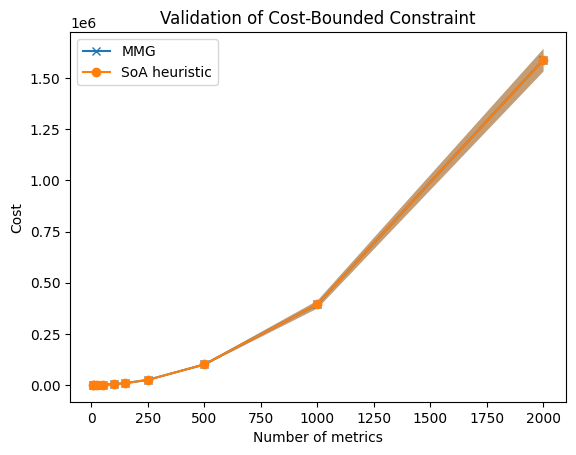 Validation of Cost-Bounded Constraint
1e6
MMG
SoA heuristic
1.50
1.25
1.00
0.75
0.50
0.25
0.00
Cost
0 250 500 750 1000 1250 1500 1750 2000
Number of metrics